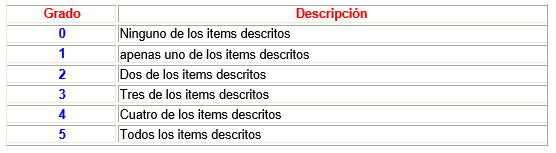 Grado Descripción
0 Ninguno de los items descritos
1 apenas uno de los items descritos
2 Dos de los items descritos
3 Tres de los items descritos
4 Cuatro de los items descritos
5 Todos los items descritos